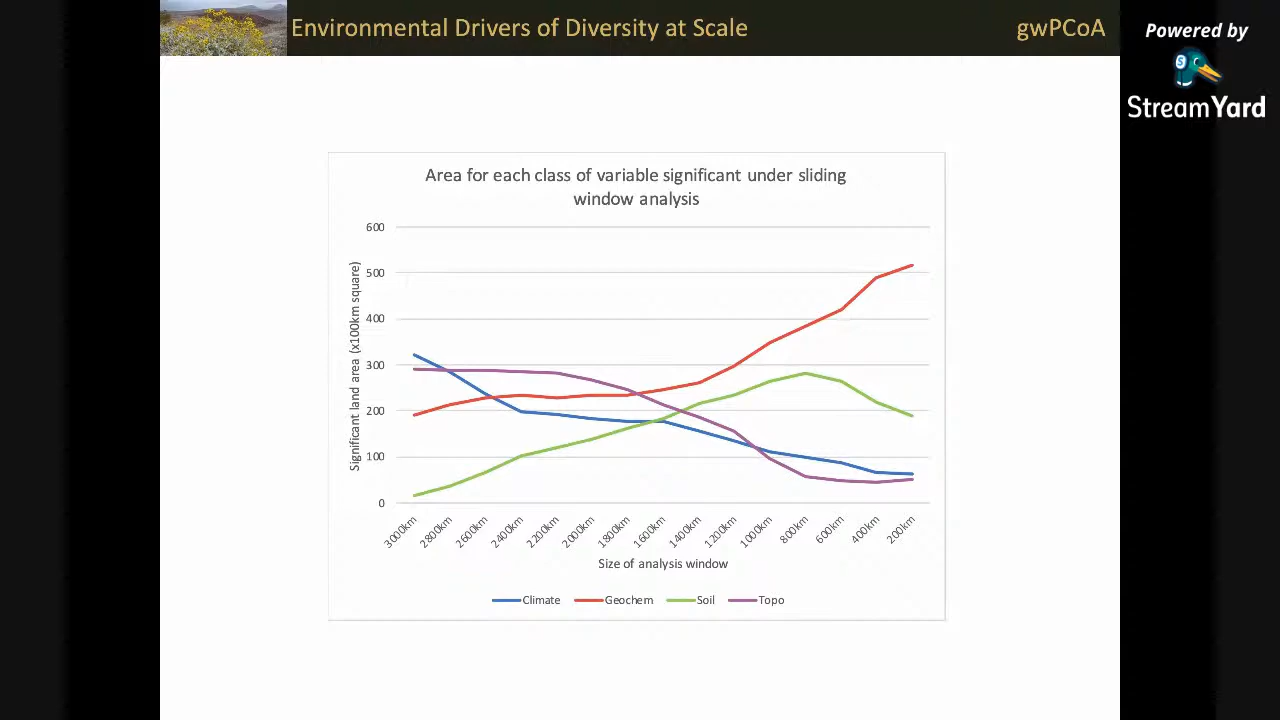 Environmental Drivers of Diversity at Scale
gwPCoA
Powered by
S
StreamYard
Area for each class of variable significant under sliding
window analysis
Significant land area (x100km square)
600
500
400
300
200
100
0
3000km
2800km
2600km
2400km
2200km
2000km
1800km
1600km
1400km
1200km
1000km
800km
600km
400km
200km
Size of analysis window
Climate
Geochem
Soil
Topo